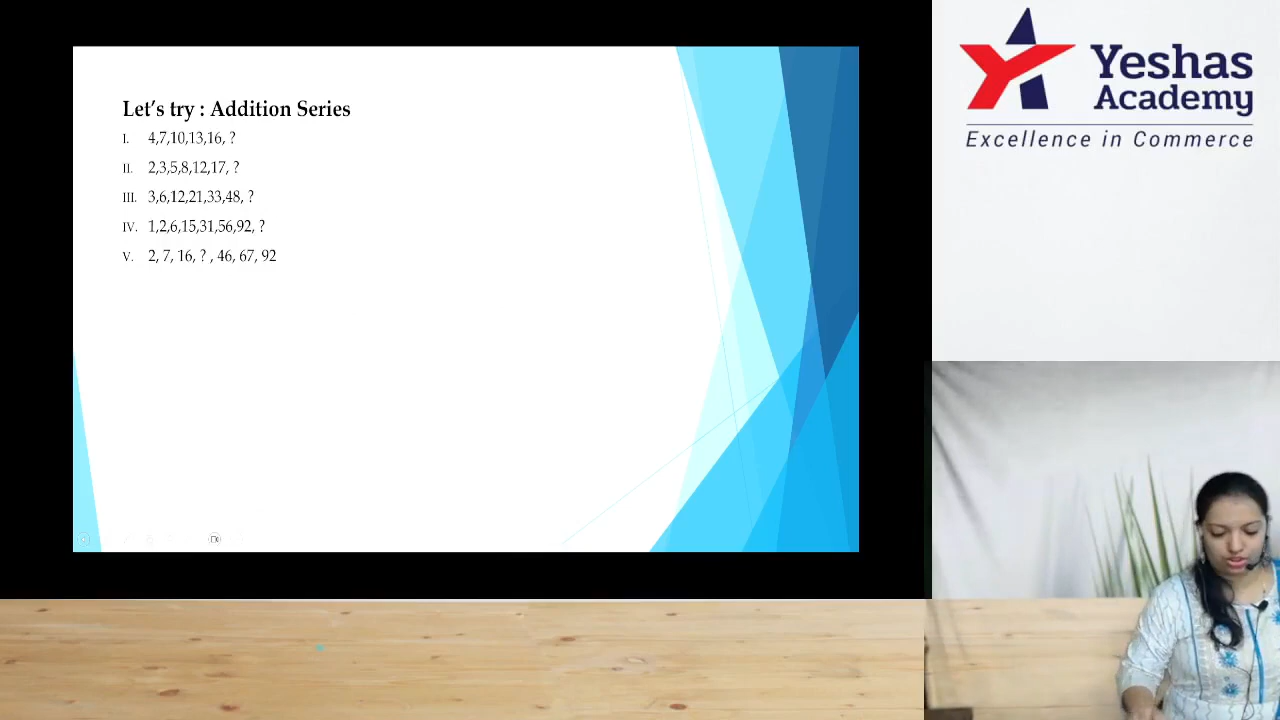 Let's try : Addition Series
I. 4,7,10,13,16, ?
II. 2,3,5,8,12,17, ?
III. 3,6,12,21,33,48, ?
IV. 1,2,6,15,31,56,92, ?
V. 2, 7, 16, ? , 46, 67, 92
Yeshas
Academy
Excellence in Commerce